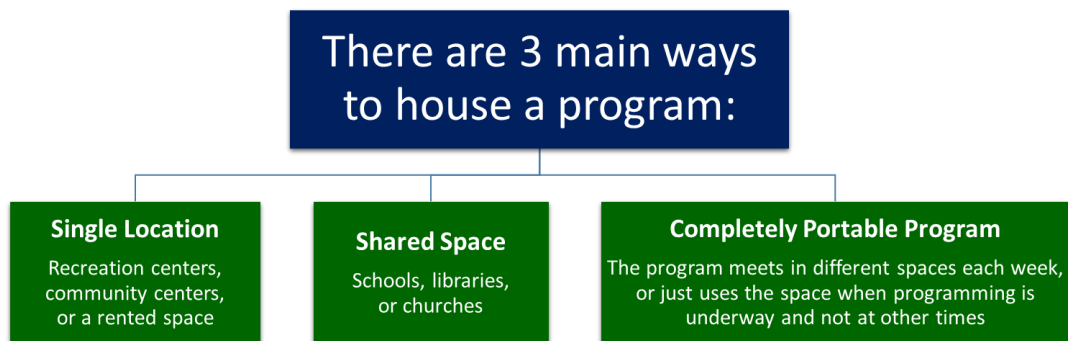 There are 3 main ways
to house a program:
Single Location
Recreation centers,
community centers,
or a rented space
Shared Space
Schools, libraries,
or churches
Completely Portable Program
The program meets in different spaces each week,
or just uses the space when programming is
underway and not at other times